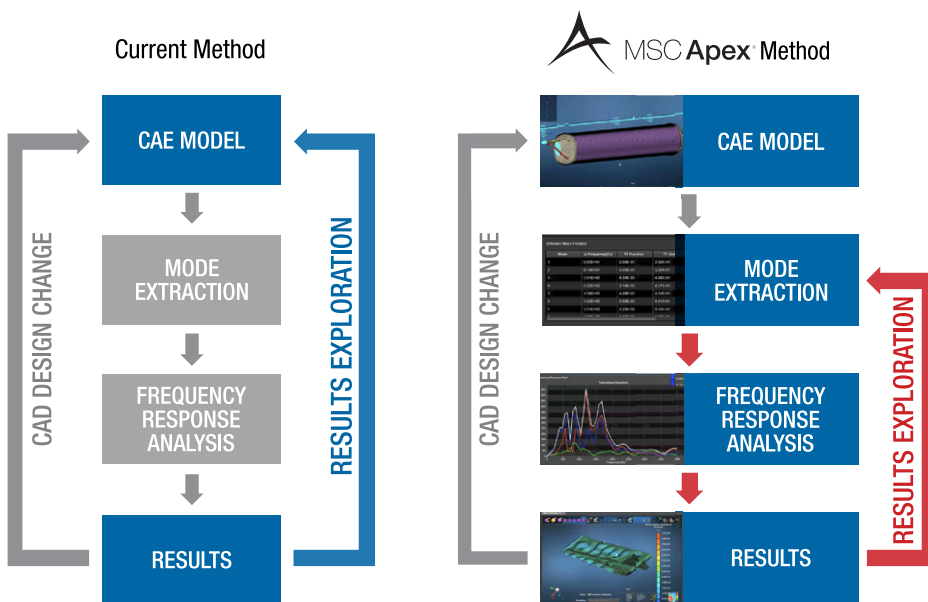 Current Method
CAE MODEL
MODE
EXTRACTION
FREQUENCY
RESPONSE
ANALYSIS
RESULTS
CAD DESIGN CHANGE
RESULTS EXPLORATION
MSC Apex® Method
CAE MODEL
MODE
EXTRACTION
FREQUENCY
RESPONSE
ANALYSIS
RESULTS
CAD DESIGN CHANGE
RESULTS EXPLORATION